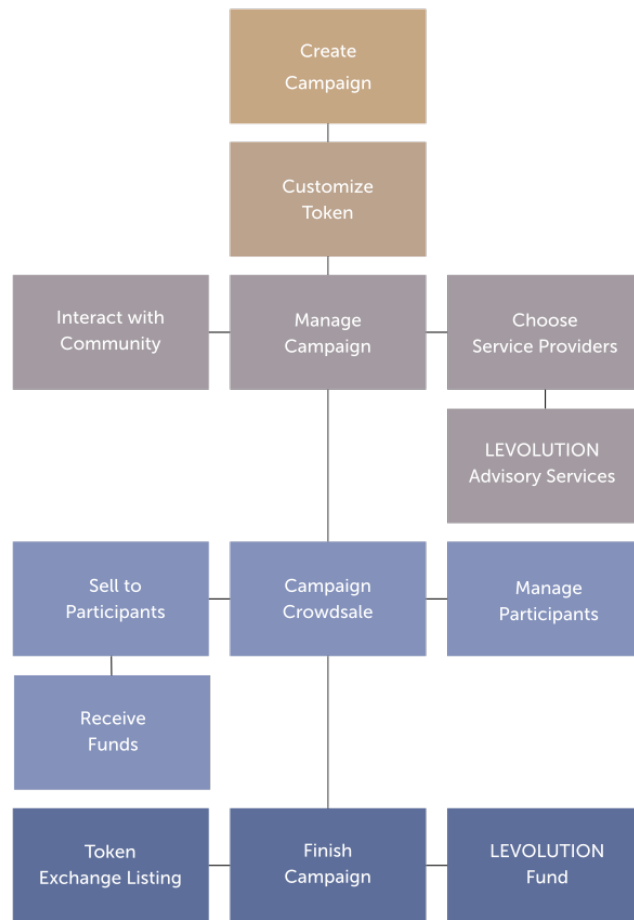 Create
Campaign
Customize
Token
Interact with
Community
Manage
Campaign
Choose
Service Providers
LEVOLUTION
Advisory Services
Sell to
Participants
Campaign
Crowdsale
Manage
Participants
Receive
Funds
Token
Exchange Listing
Finish
Campaign
LEVOLUTION
Fund